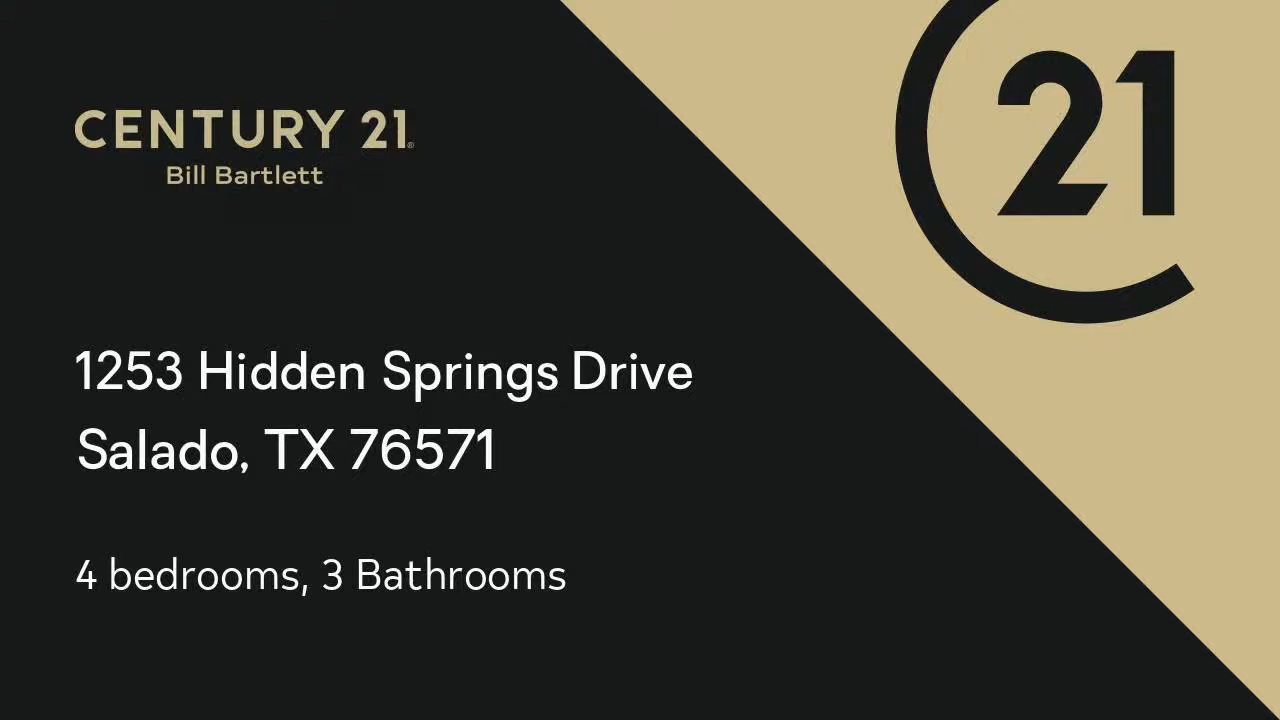 CENTURY 21®
Bill Bartlett
21
1253 Hidden Springs Drive
Salado, TX 76571
4 bedrooms, 3 Bathrooms